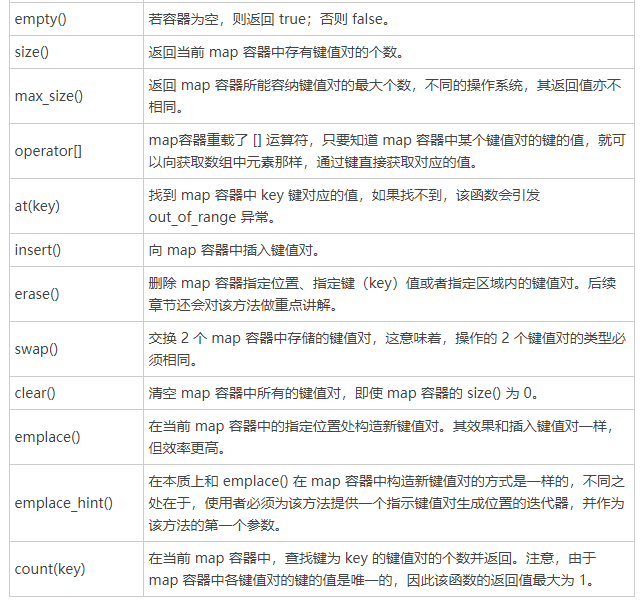 empty()
若容器为空，则返回 true；否则 false。
size()
返回当前 map 容器中存有键值对的个数。
max_size()
返回 map 容器所能容纳键值对的最大个数，不同的操作系统，其返回值亦不
相同。
operator[]
map容器重载了 [] 运算符，只要知道 map 容器中某个键值对的键的值，就可
以向获取数组中元素那样，通过键直接获取对应的值。
at(key)
找到 map 容器中 key 键对应的值，如果找不到，该函数会引发
out_of_range 异常。
insert()
向 map 容器中插入键值对。
erase()
删除 map 容器指定位置、指定键（key）值或者指定区域内的键值对。后续
章节还会对该方法做重点讲解。
swap()
交换 2 个 map 容器中存储的键值对，这意味着，操作的 2 个键值对的类型必
须相同。
clear()
清空 map 容器中所有的键值对，即使 map 容器的 size() 为 0。
emplace()
在当前 map 容器中的指定位置处构造新键值对。其效果和插入键值对一样，
但效率更高。
emplace_hint()
在本质上和 emplace() 在 map 容器中构造新键值对的方式是一样的，不同之
处在于，使用者必须为该方法提供一个指示键值对生成位置的迭代器，并作为
该方法的第一个参数。
count(key)
在当前 map 容器中，查找键为 key 的键值对的个数并返回。注意，由于
map 容器中各键值对的键的值是唯一的，因此该函数的返回值最大为 1。